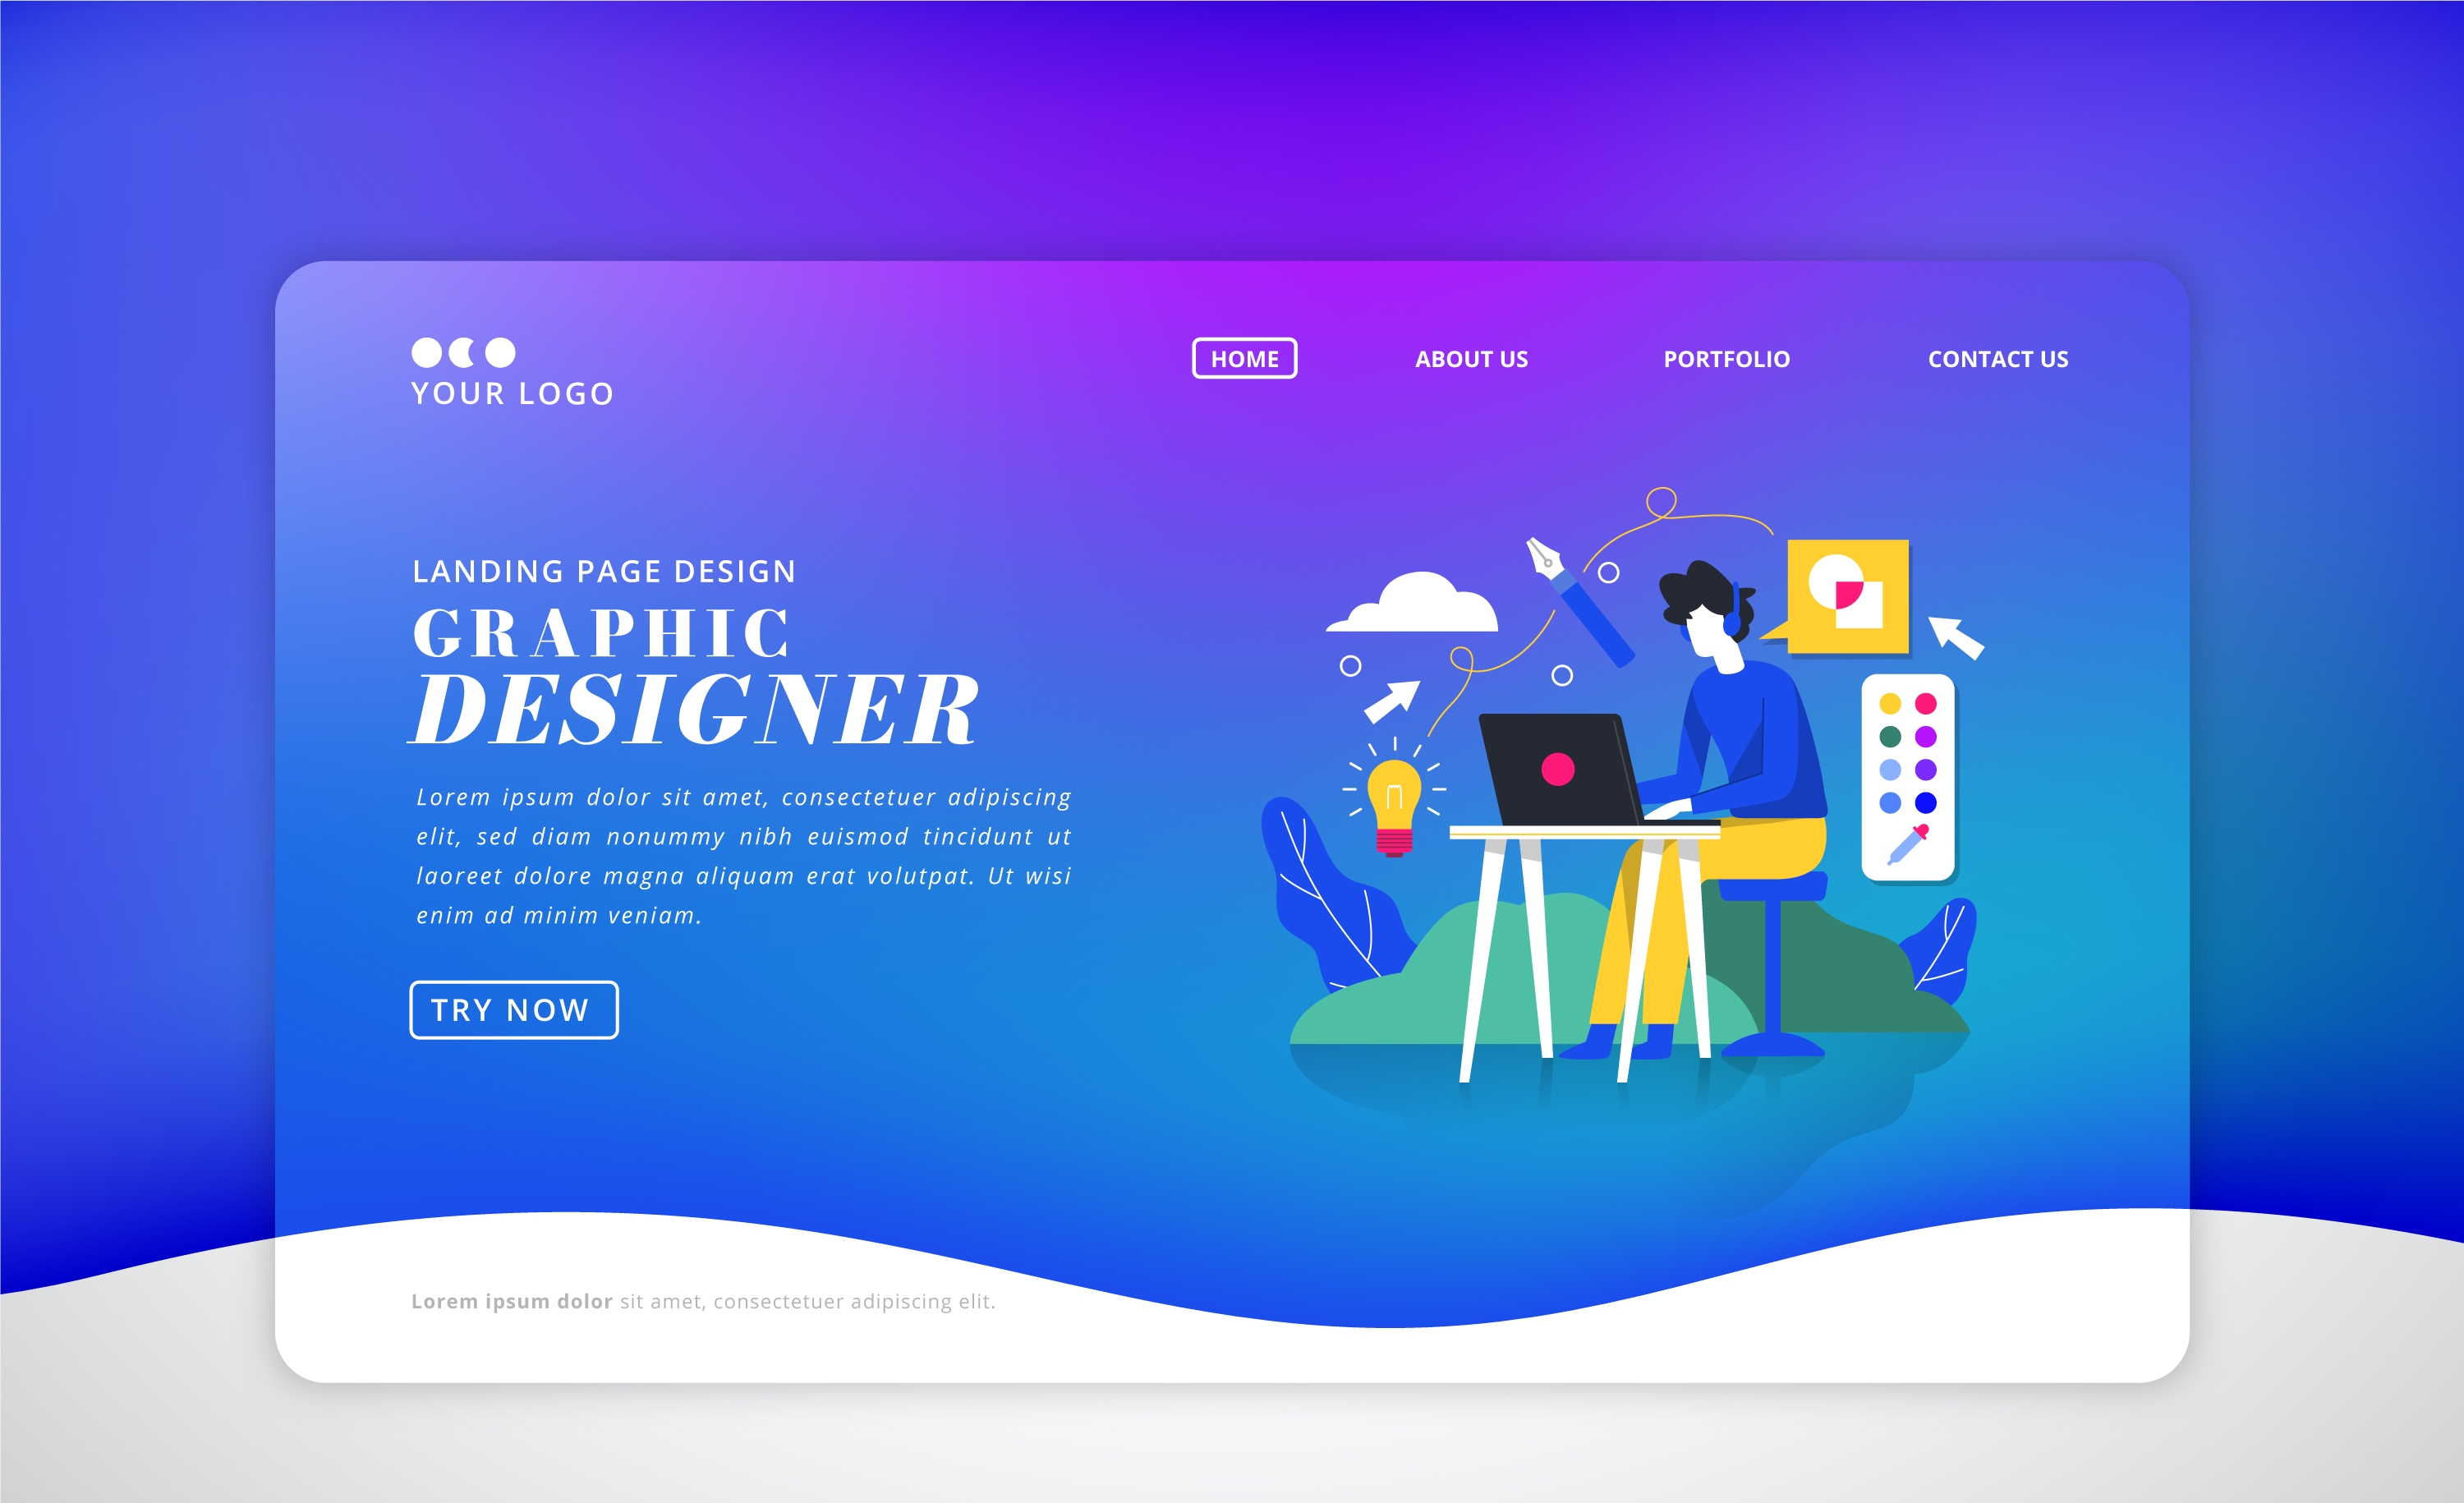 YOUR LOGO
HOME ABOUT US PORTFOLIO CONTACT US
LANDING PAGE DESIGN
GRAPHIC
DESIGNER
Lorem ipsum dolor sit amet, consectetuer adipiscing
elit, sed diam nonummy nibh euismod tincidunt ut
laoreet dolore magna aliquam erat volutpat. Ut wisi
enim ad minim veniam.
TRY NOW
Lorem ipsum dolor sit amet, consectetuer adipiscing elit.